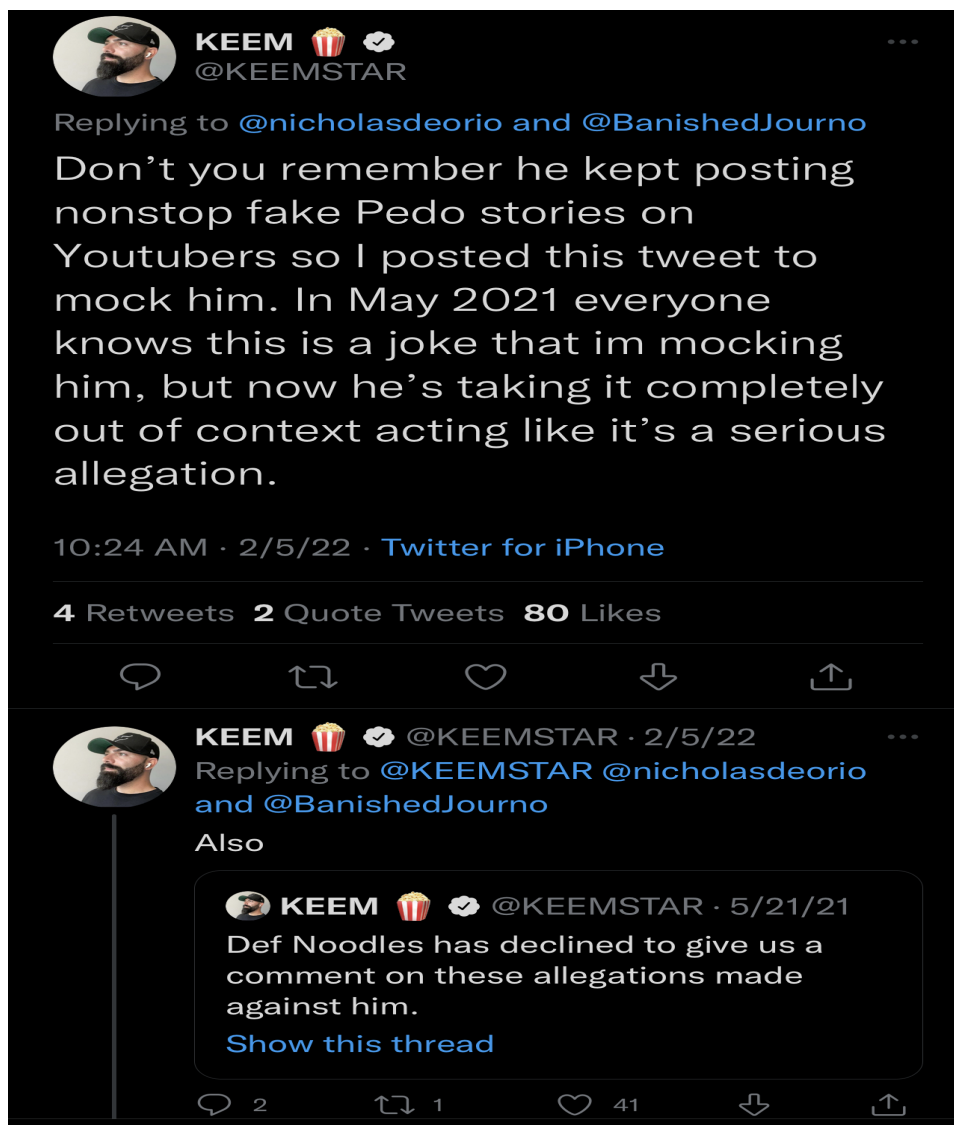 KEEM 🍿
@KEEMSTAR
Replying to @nicholasdeorio and @BanishedJourno
Don’t you remember he kept posting
nonstop fake Pedo stories on
Youtubers so I posted this tweet to
mock him. In May 2021 everyone
knows this is a joke that im mocking
him, but now he’s taking it completely
out of context acting like it’s a serious
allegation.
10:24 AM · 2/5/22 · Twitter for iPhone
4 Retweets 2 Quote Tweets 80 Likes
KEEM 🍿 @KEEMSTAR · 2/5/22
Replying to @KEEMSTAR @nicholasdeorio
and @BanishedJourno
Also
KEEM 🍿 @KEEMSTAR · 5/21/21
Def Noodles has declined to give us a
comment on these allegations made
against him.
Show this thread
2 1 41